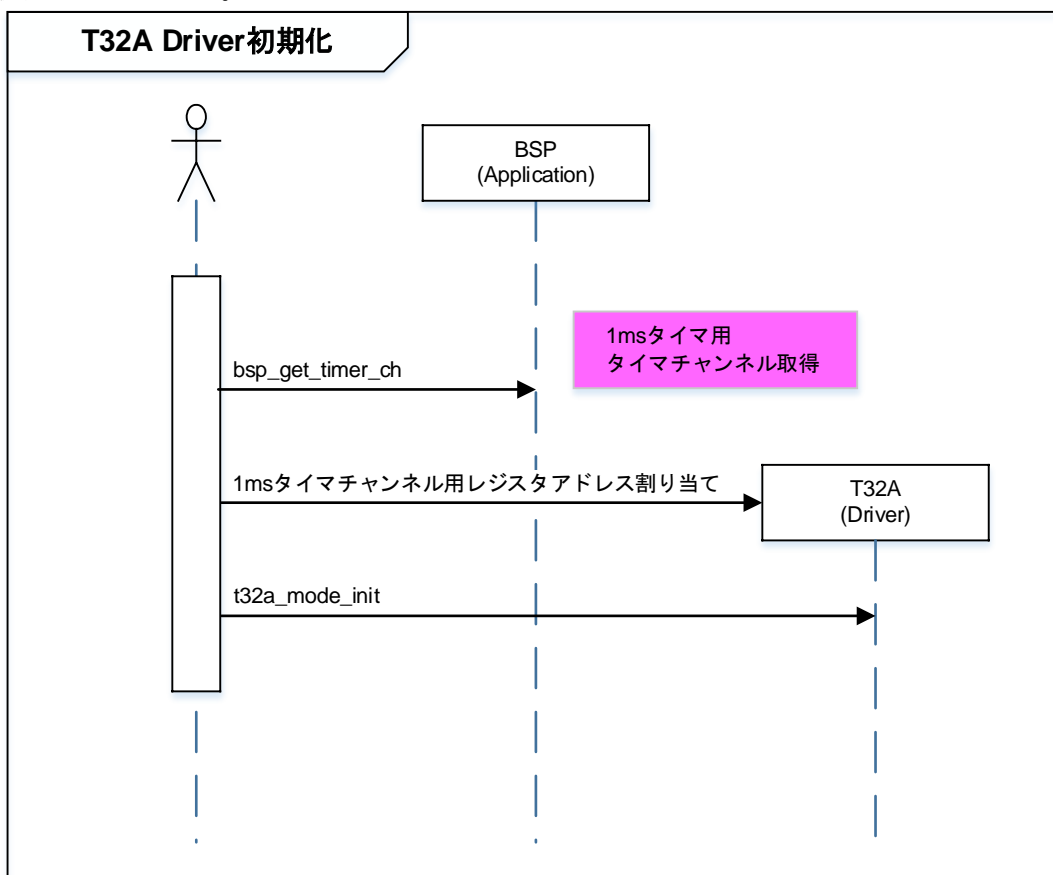 T32A Driver初期化
BSP
(Application)
1msタイマ用
タイマチャンネル取得
bsp_get_timer_ch
1msタイマチャンネル用レジスタアドレス割り当て
T32A
(Driver)
t32a_mode_init